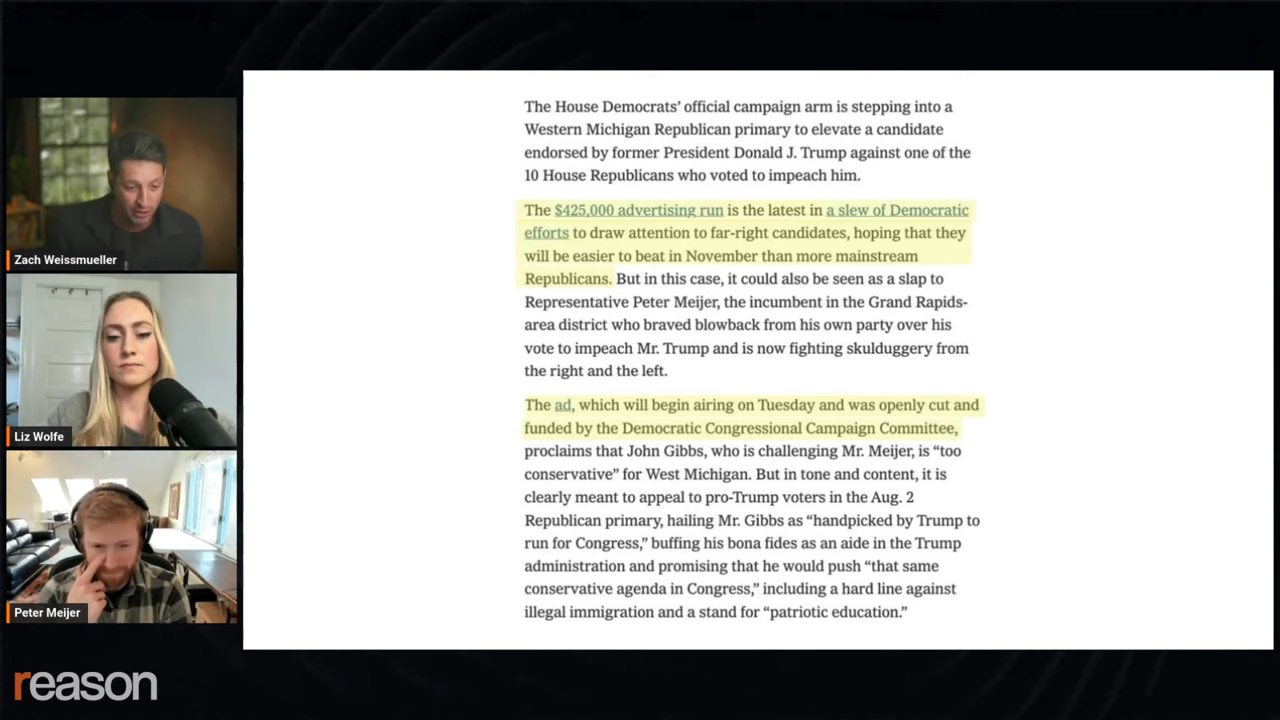 Zach Weissmueller
Liz Wolfe
Peter Meijer
reason
The House Democrats’ official campaign arm is stepping into a
Western Michigan Republican primary to elevate a candidate
endorsed by former President Donald J. Trump against one of the
10 House Republicans who voted to impeach him.
The $425,000 advertising run is the latest in a slew of Democratic
efforts to draw attention to far-right candidates, hoping that they
will be easier to beat in November than more mainstream
Republicans. But in this case, it could also be seen as a slap to
Representative Peter Meijer, the incumbent in the Grand Rapids-
area district who braved blowback from his own party over his
vote to impeach Mr. Trump and is now fighting skulduggery from
the right and the left.
The ad, which will begin airing on Tuesday and was openly cut and
funded by the Democratic Congressional Campaign Committee,
proclaims that John Gibbs, who is challenging Mr. Meijer, is “too
conservative” for West Michigan. But in tone and content, it is
clearly meant to appeal to pro-Trump voters in the Aug. 2
Republican primary, hailing Mr. Gibbs as “handpicked by Trump to
run for Congress,” buffing his bona fides as an aide in the Trump
administration and promising that he would push “that same
conservative agenda in Congress,” including a hard line against
illegal immigration and a stand for “patriotic education.”